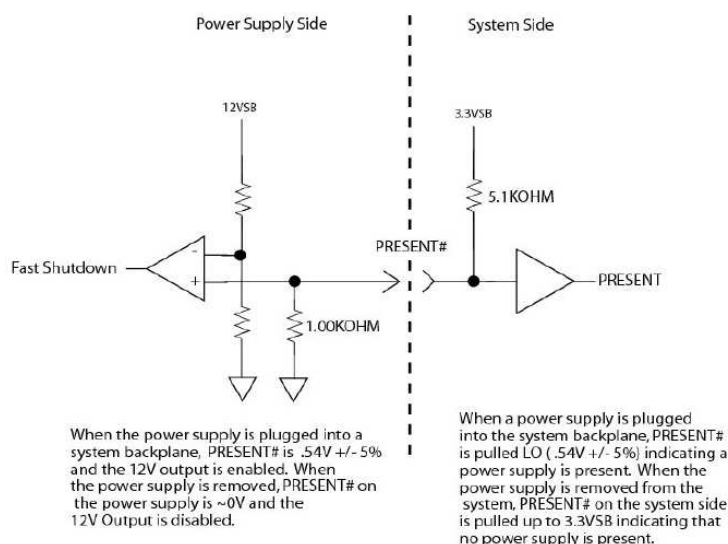 Power Supply Side
System Side
12VSB
3.3VSB
5.1KOHM
PRESENT#
Fast Shutdown
-
+
PRESENT
1.00KOHM
When the power supply is plugged into a
system backplane, PRESENT# is .54V +/- 5%
and the 12V output is enabled. When
the power supply is removed, PRESENT# on
the power supply is ~0V and the
12V Output is disabled.
When a power supply is plugged
into the system backplane, PRESENT#
is pulled LO ( .54V +/- 5%) indicating a
power supply is present. When the
power supply is removed from the
system, PRESENT# on the system side
is pulled up to 3.3VSB indicating that
no power supply is present.